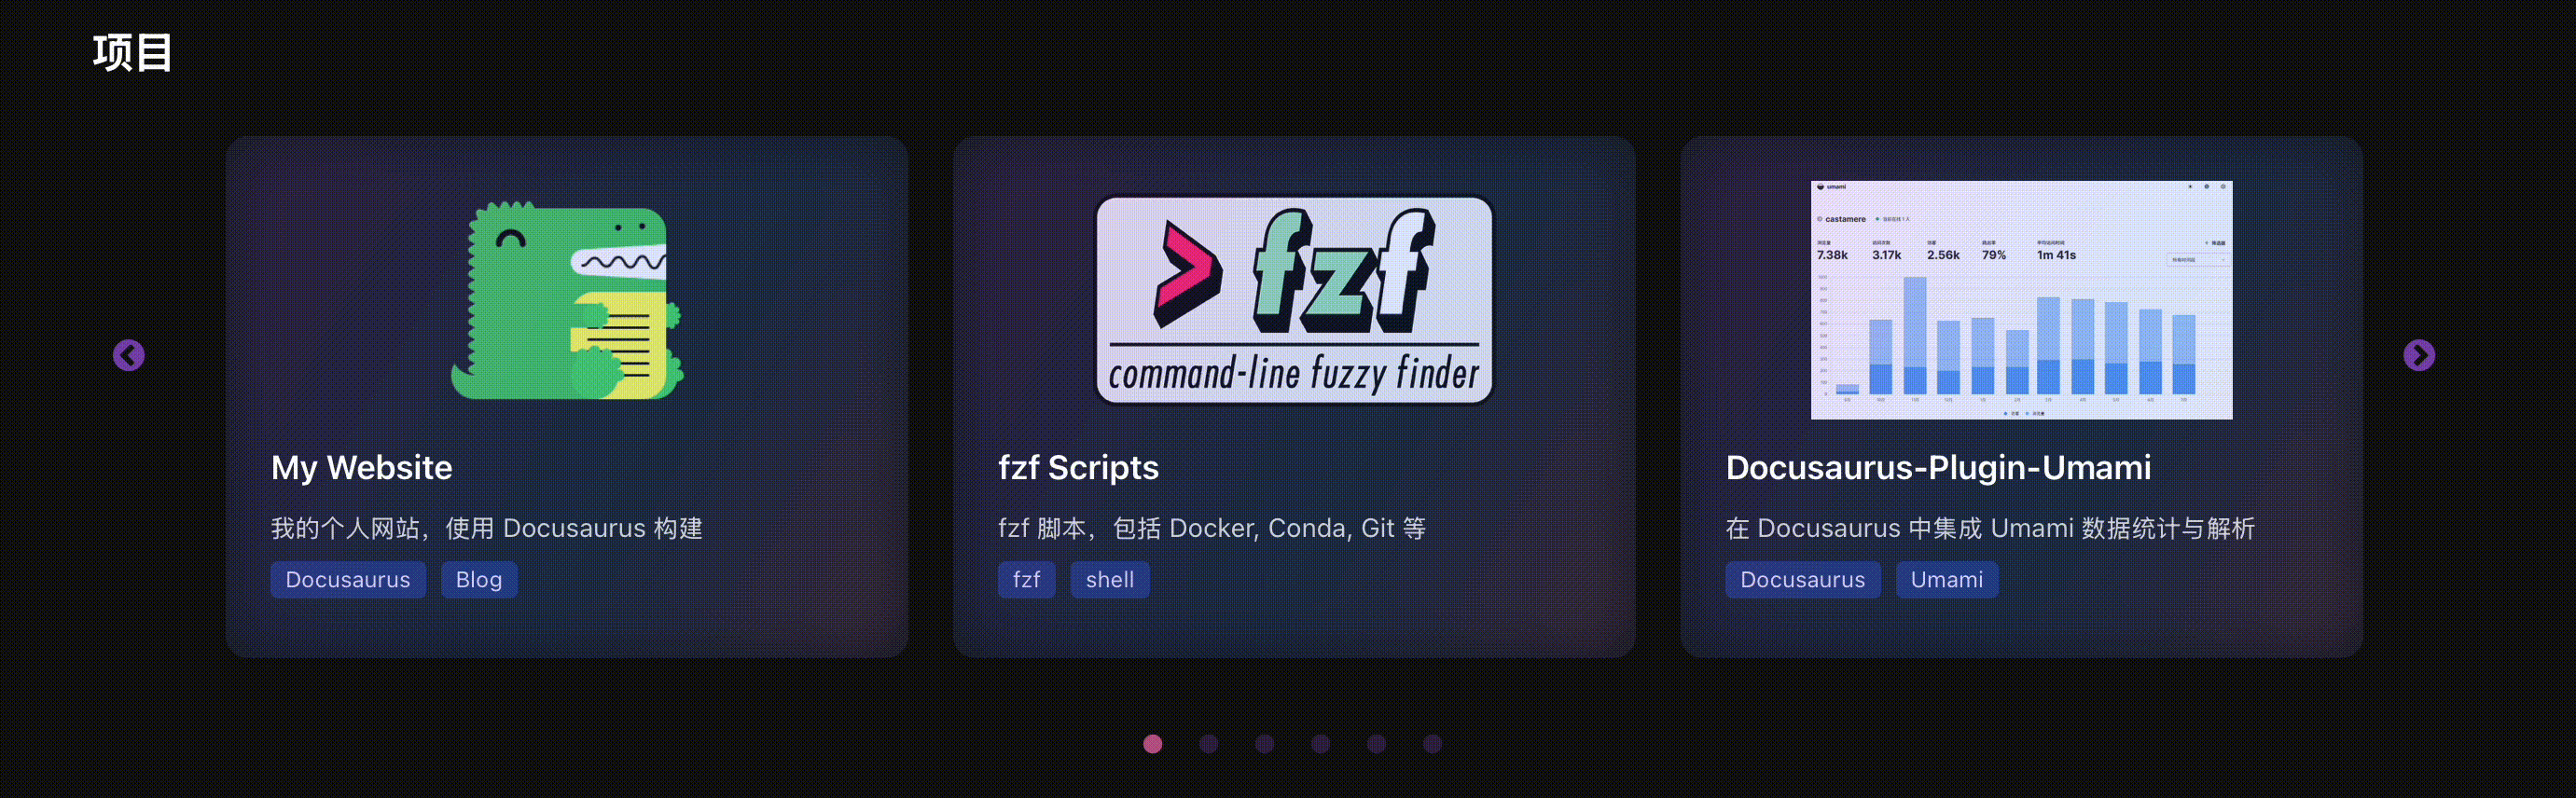 项目
> fzf
command-line fuzzy finder
umami
castamere
7.38k 3.17k 2.56k 79% 1m 41s
My Website
fzf Scripts
Docusaurus-Plugin-Umami
我的个人网站，使用 Docusaurus 构建
fzf 脚本，包括 Docker, Conda, Git 等
在 Docusaurus 中集成 Umami 数据统计与解析
Docusaurus Blog
fzf shell
Docusaurus Umami